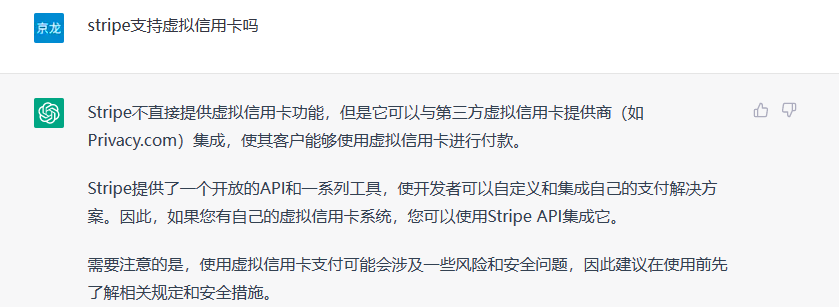 京龙
stripe支持虚拟信用卡吗
Stripe不直接提供虚拟信用卡功能，但是它可以与第三方虚拟信用卡提供商（如
Privacy.com）集成，使其客户能够使用虚拟信用卡进行付款。
Stripe提供了一个开放的API和一系列工具，使开发者可以自定义和集成自己的支付解决方
案。因此，如果您有自己的虚拟信用卡系统，您可以使用Stripe API集成它。
需要注意的是，使用虚拟信用卡支付可能会涉及一些风险和安全问题，因此建议在使用前先
了解相关规定和安全措施。